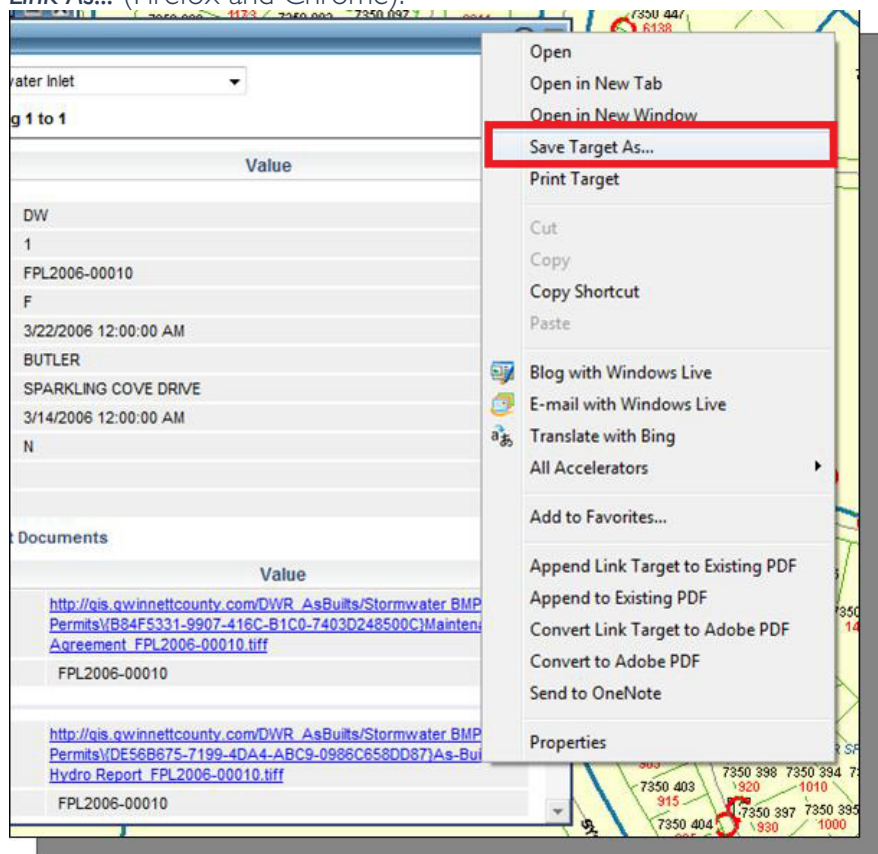 Link As... (Firefox and Chrome).
1173
7350 097
7350 447
6138
Open
Open in New Tab
Open in New Window
Save Target As...
Print Target
Cut
Copy
Copy Shortcut
Paste
Blog with Windows Live
E-mail with Windows Live
Translate with Bing
All Accelerators
Add to Favorites...
Append Link Target to Existing PDF
Append to Existing PDF
Convert Link Target to Adobe PDF
Convert to Adobe PDF
Send to OneNote
Properties
vater Inlet
g 1 to 1
Value
DW
1
FPL2006-00010
F
3/22/2006 12:00:00 AM
BUTLER
SPARKLING COVE DRIVE
3/14/2006 12:00:00 AM
N
t Documents
Value
http://gis.gwinnettcounty.com/DWR_AsBuilts/Stormwater BMP
Permits\{B84F5331-9907-416C-B1C0-7403D248500C}Maintena
Agreement_FPL2006-00010.tiff
FPL2006-00010
http://gis.gwinnettcounty.com/DWR_AsBuilts/Stormwater BMP
Permits\{DE56B675-7199-4DA4-ABC9-0986C658DD87}As-Bui
Hydro Report_FPL2006-00010.tiff
FPL2006-00010
7350 398 7350 394
7350 403 920 1010
915
7350 397 7350 395
7350 404 930 1000